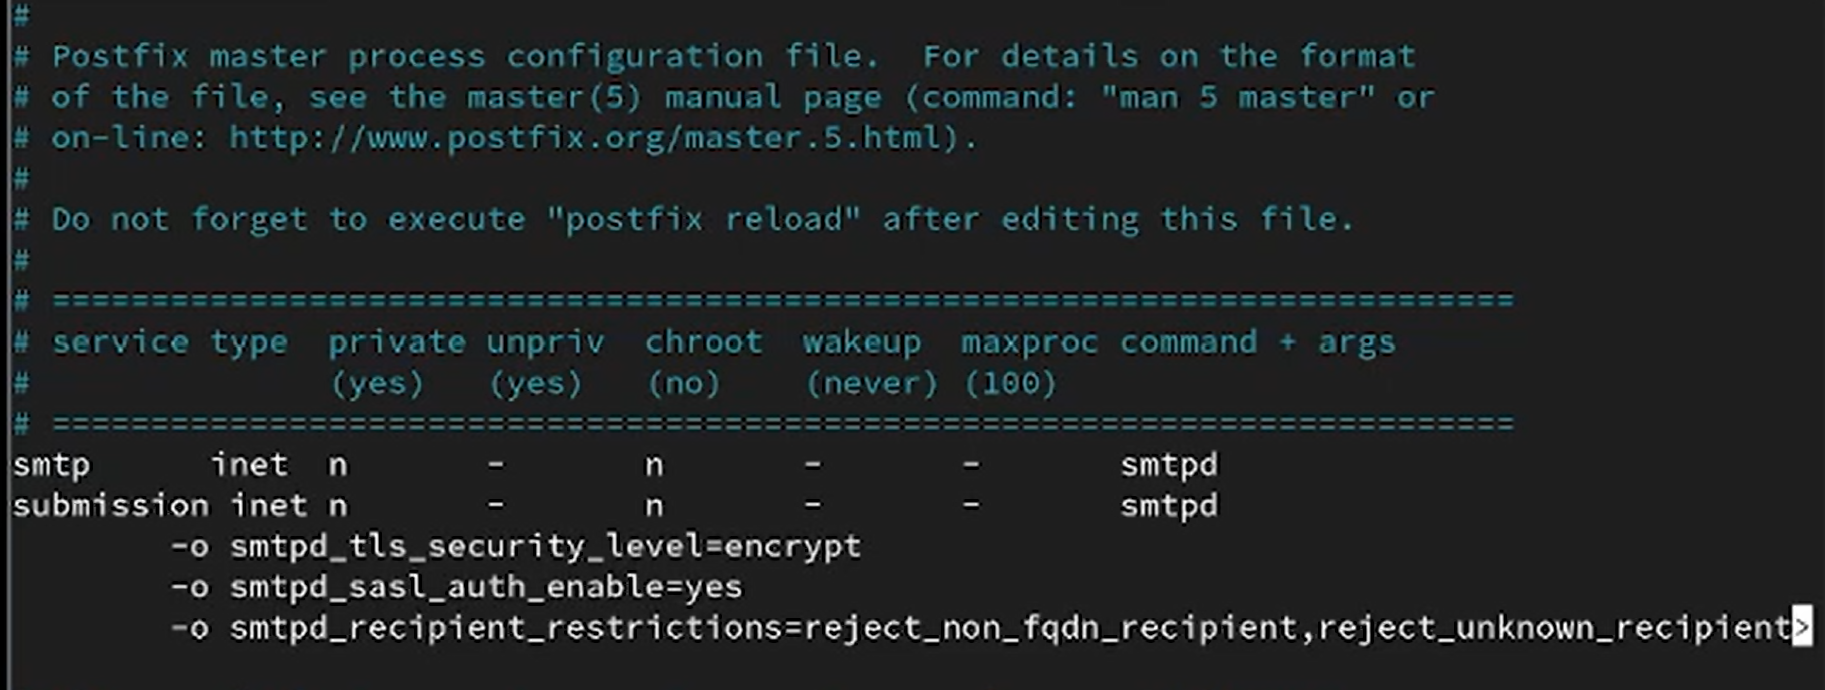 #
# Postfix master process configuration file.  For details on the format
# of the file, see the master(5) manual page (command: "man 5 master" or
# on-line: http://www.postfix.org/master.5.html).
#
# Do not forget to execute "postfix reload" after editing this file.
#
# ==========================================================================
# service type  private unpriv  chroot  wakeup  maxproc command + args
#               (yes)   (yes)   (no)    (never) (100)
# ==========================================================================
smtp      inet  n       -       n       -       -       smtpd
submission inet n       -       n       -       -       smtpd
        -o smtpd_tls_security_level=encrypt
        -o smtpd_sasl_auth_enable=yes
        -o smtpd_recipient_restrictions=reject_non_fqdn_recipient,reject_unknown_recipient>